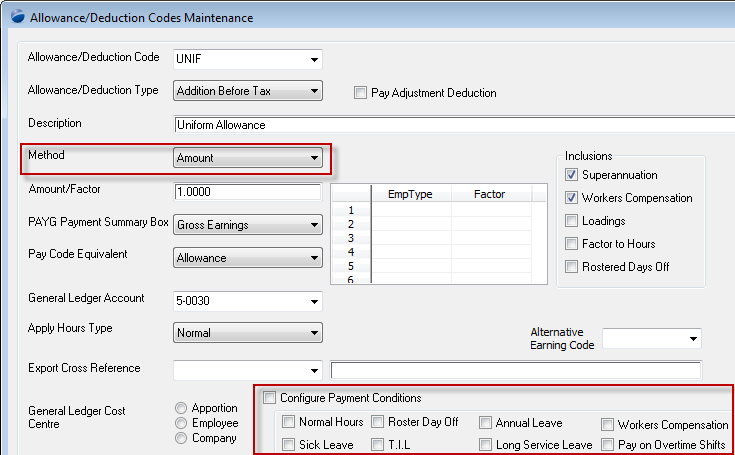 Allowance/Deduction Codes Maintenance
Allowance/Deduction Code UNIF
Allowance/Deduction Type Addition Before Tax Pay Adjustment Deduction
Description Uniform Allowance
Method Amount
Inclusions
Superannuation
Workers Compensation
Loadings
Factor to Hours
Rostered Days Off
Amount/Factor 1.0000
EmpType Factor
1
2
3
4
5
6
PAYG Payment Summary Box Gross Earnings
Pay Code Equivalent Allowance
General Ledger Account 5-0030
Apply Hours Type Normal
Alternative
Earning Code
Export Cross Reference
General Ledger Cost
Centre
Apportion
Employee
Company
Configure Payment Conditions
Normal Hours Roster Day Off Annual Leave Workers Compensation
Sick Leave T.I.L Long Service Leave Pay on Overtime Shifts